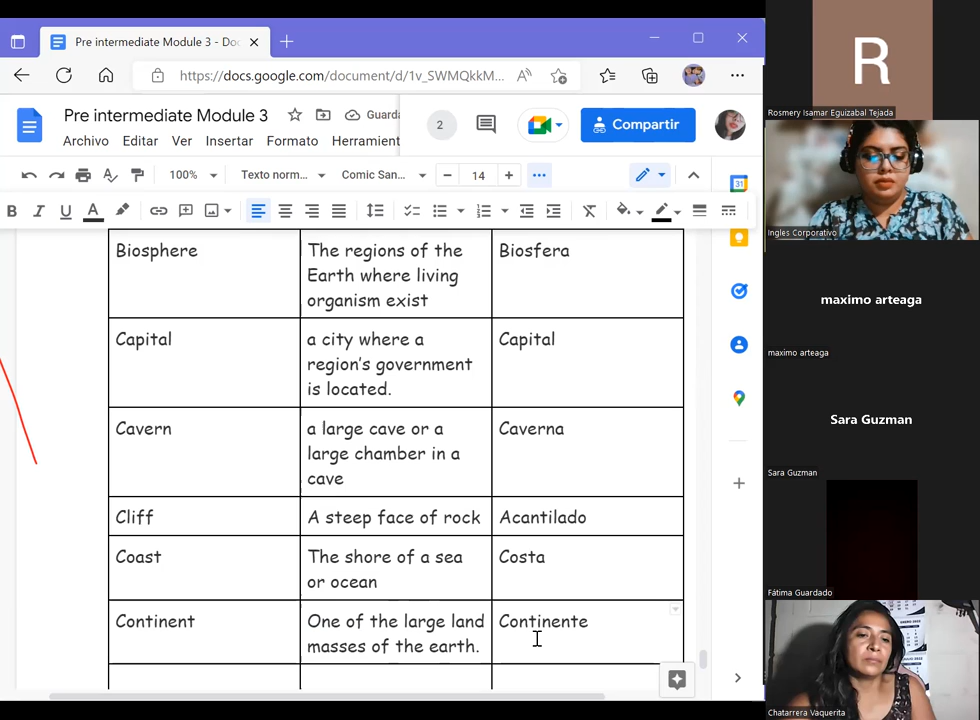 Pre intermediate Module 3 - Doc
https://docs.google.com/document/d/1v_SWMQkkM...
Pre intermediate Module 3
Guarda
Archivo Editar Ver Insertar Formato Herramient
2
Compartir
100% Texto norm... Comic San... 14
Biosphere
The regions of the
Earth where living
organism exist
Biosfera
Capital
a city where a
region's government
is located.
Capital
Cavern
a large cave or a
large chamber in a
cave
Caverna
Cliff
A steep face of rock
Acantilado
Coast
The shore of a sea
or ocean
Costa
Continent
One of the large land
masses of the earth.
Continente
R
Rosmery Isamar Eguizabal Tejada
Ingles Corporativo
maximo arteaga
maximo arteaga
Sara Guzman
Sara Guzman
Fátima Guardado
Chatarrera Vaquerita